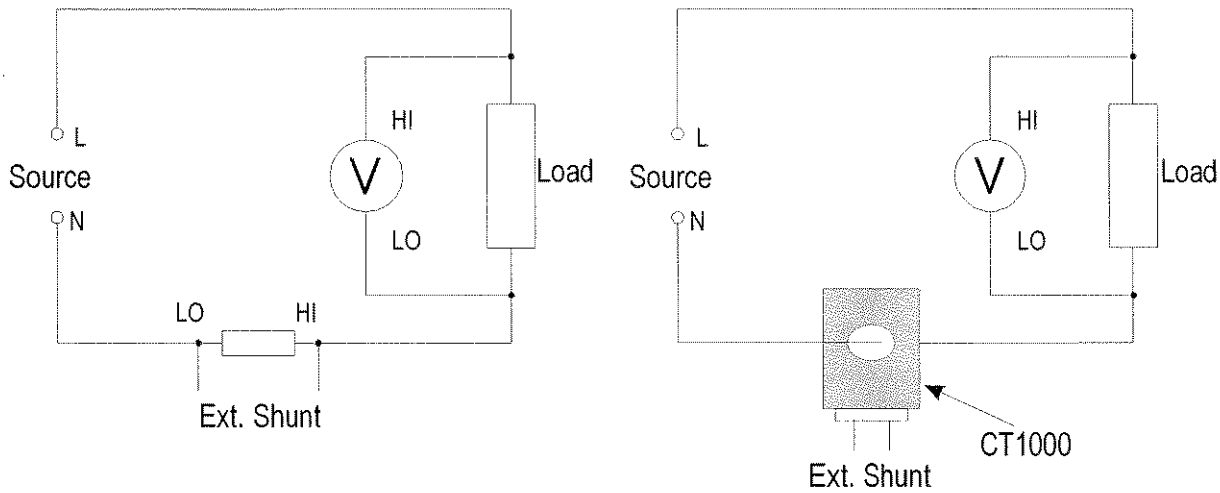 HI
L
Source
V
Load
N
LO
LO
HI
Ext. Shunt
HI
L
Source
V
Load
N
LO
CT1000
Ext. Shunt